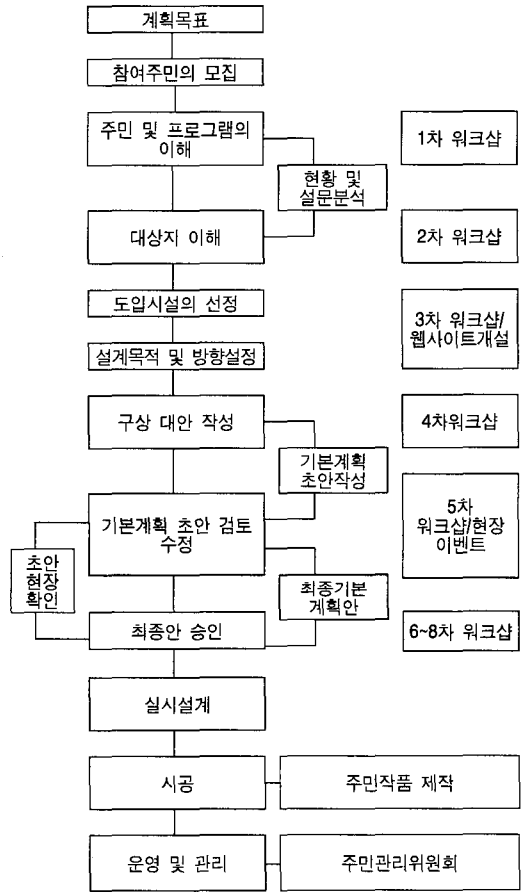 계획목표
참여주민의 모집
주민 및 프로그램의
이해
1차 워크샵
현황 및
설문분석
대상지 이해
2차 워크샵
도입시설의 선정
3차 워크샵/
웹사이트개설
설계목적 및 방향설정
구상 대안 작성
4차워크샵
기본계획
초안작성
기본계획 초안 검토
수정
5차
워크샵/현장
이벤트
초안
현장
확인
최종기본
계획안
최종안 승인
6~8차 워크샵
실시설계
시공
주민작품 제작
운영 및 관리
주민관리위원회